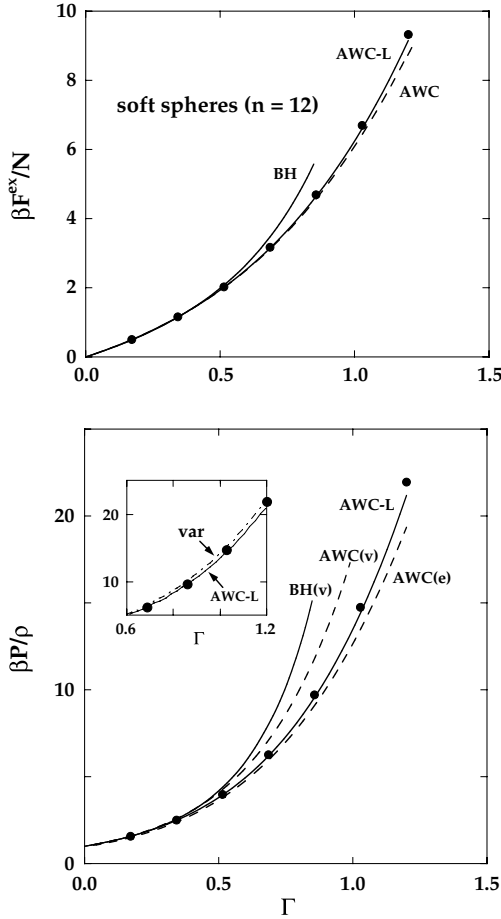 10
AWC-L
8
AWC
soft spheres (n = 12)
6
BH
βF^ex/N
4
2
0
0.0 0.5 1.0 1.5
20
AWC-L
20
var
AWC(v)
10
AWC-L
BH(v)
AWC(e)
0.6 1.2
Γ
βP/ρ
10
0
0.0 0.5 1.0 1.5
Γ